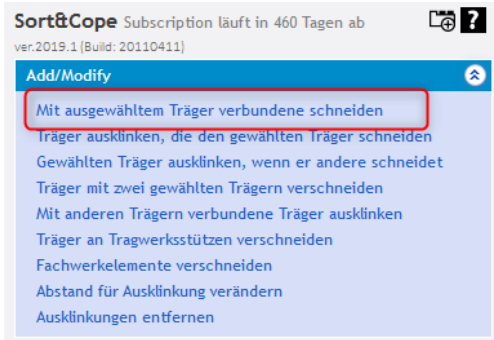 Sort&Cope Subscription läuft in 460 Tagen ab
ver.2019.1 (Build: 20110411)
Add/Modify
Mit ausgewähltem Träger verbundene schneiden
Träger ausklinken, die den gewählten Träger schneiden
Gewählten Träger ausklinken, wenn er andere schneidet
Träger mit zwei gewählten Trägern verschneiden
Mit anderen Trägern verbundene Träger ausklinken
Träger an Tragwerksstützen verschneiden
Fachwerkelemente verschneiden
Abstand für Ausklinkung verändern
Ausklinkungen entfernen